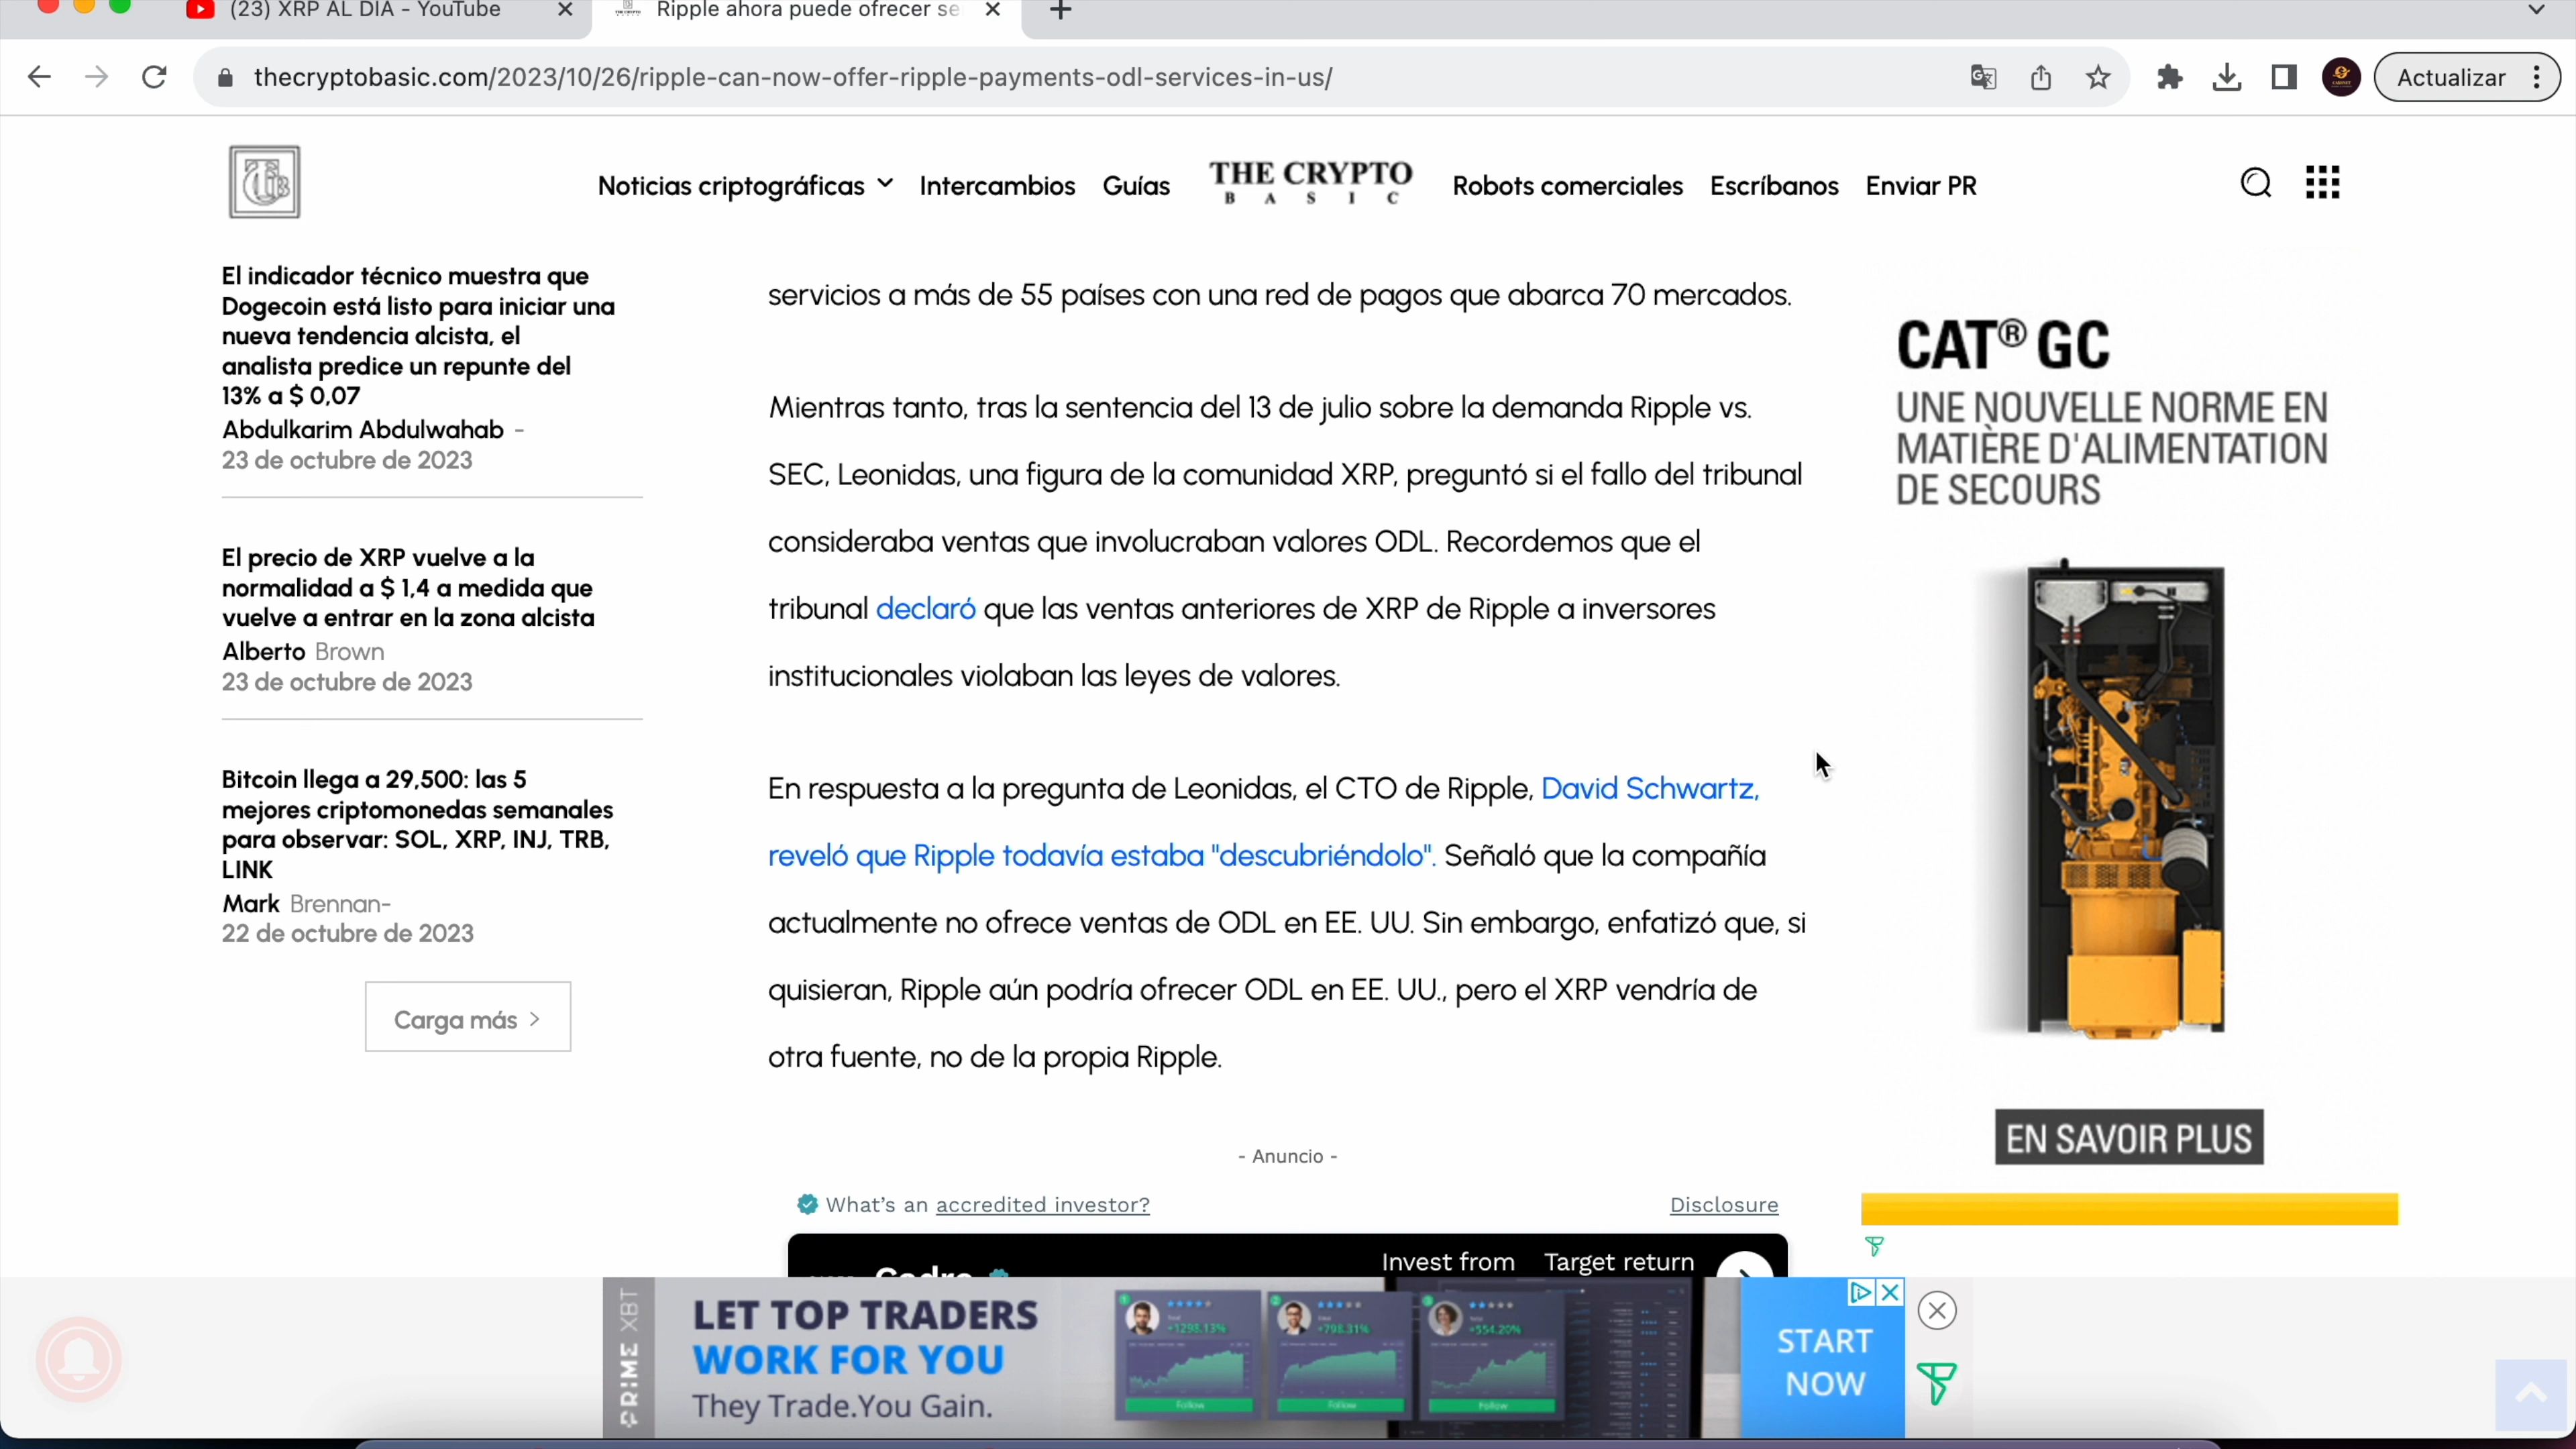 (23) XRP AL DIA - YouTube
Ripple ahora puede ofrecer se
thecryptobasic.com/2023/10/26/ripple-can-now-offer-ripple-payments-odl-services-in-us/
Actualizar
Noticias criptográficas
Intercambios
Guías
THE CRYPTO
BASIC
Robots comerciales
Escríbanos
Enviar PR
El indicador técnico muestra que
Dogecoin está listo para iniciar una
nueva tendencia alcista, el
analista predice un repunte del
13% a $ 0,07
Abdulkarim Abdulwahab -
23 de octubre de 2023
El precio de XRP vuelve a la
normalidad a $ 1,4 a medida que
vuelve a entrar en la zona alcista
Alberto Brown
23 de octubre de 2023
Bitcoin llega a 29,500: las 5
mejores criptomonedas semanales
para observar: SOL, XRP, INJ, TRB,
LINK
Mark Brennan-
22 de octubre de 2023
Carga más >
servicios a más de 55 países con una red de pagos que abarca 70 mercados.
Mientras tanto, tras la sentencia del 13 de julio sobre la demanda Ripple vs.
SEC, Leonidas, una figura de la comunidad XRP, preguntó si el fallo del tribunal
consideraba ventas que involucraban valores ODL. Recordemos que el
tribunal declaró que las ventas anteriores de XRP de Ripple a inversores
institucionales violaban las leyes de valores.
En respuesta a la pregunta de Leonidas, el CTO de Ripple, David Schwartz,
reveló que Ripple todavía estaba "descubriéndolo". Señaló que la compañía
actualmente no ofrece ventas de ODL en EE. UU. Sin embargo, enfatizó que, si
quisieran, Ripple aún podría ofrecer ODL en EE. UU., pero el XRP vendría de
otra fuente, no de la propia Ripple.
- Anuncio -
What's an accredited investor?
Disclosure
Invest from
Target return
CAT® GC
UNE NOUVELLE NORME EN
MATIÈRE D'ALIMENTATION
DE SECOURS
EN SAVOIR PLUS
PRIME XBT
LET TOP TRADERS
WORK FOR YOU
They Trade.You Gain.
+1298.13%
+798.31%
+554.20%
Follow
Follow
Follow
START
NOW